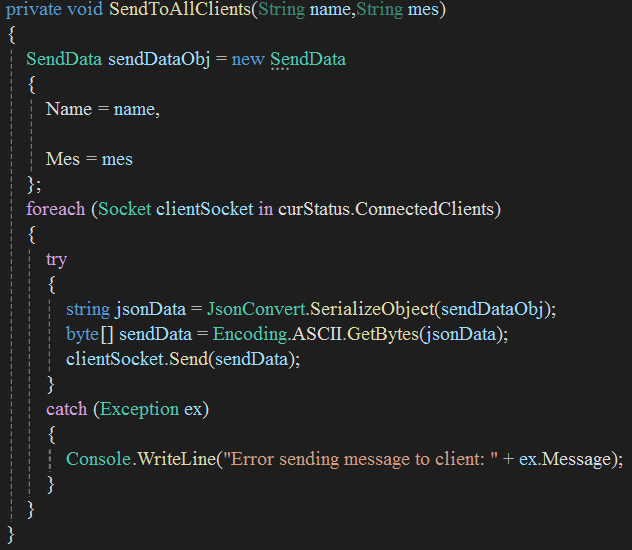 private void SendToAllClients(String name,String mes)
{
SendData sendDataObj = new SendData
{
Name = name,
Mes = mes
};
foreach (Socket clientSocket in curStatus.ConnectedClients)
{
try
{
string jsonData = JsonConvert.SerializeObject(sendDataObj);
byte[] sendData = Encoding.ASCII.GetBytes(jsonData);
clientSocket.Send(sendData);
}
catch (Exception ex)
{
Console.WriteLine("Error sending message to client: " + ex.Message);
}
}
}